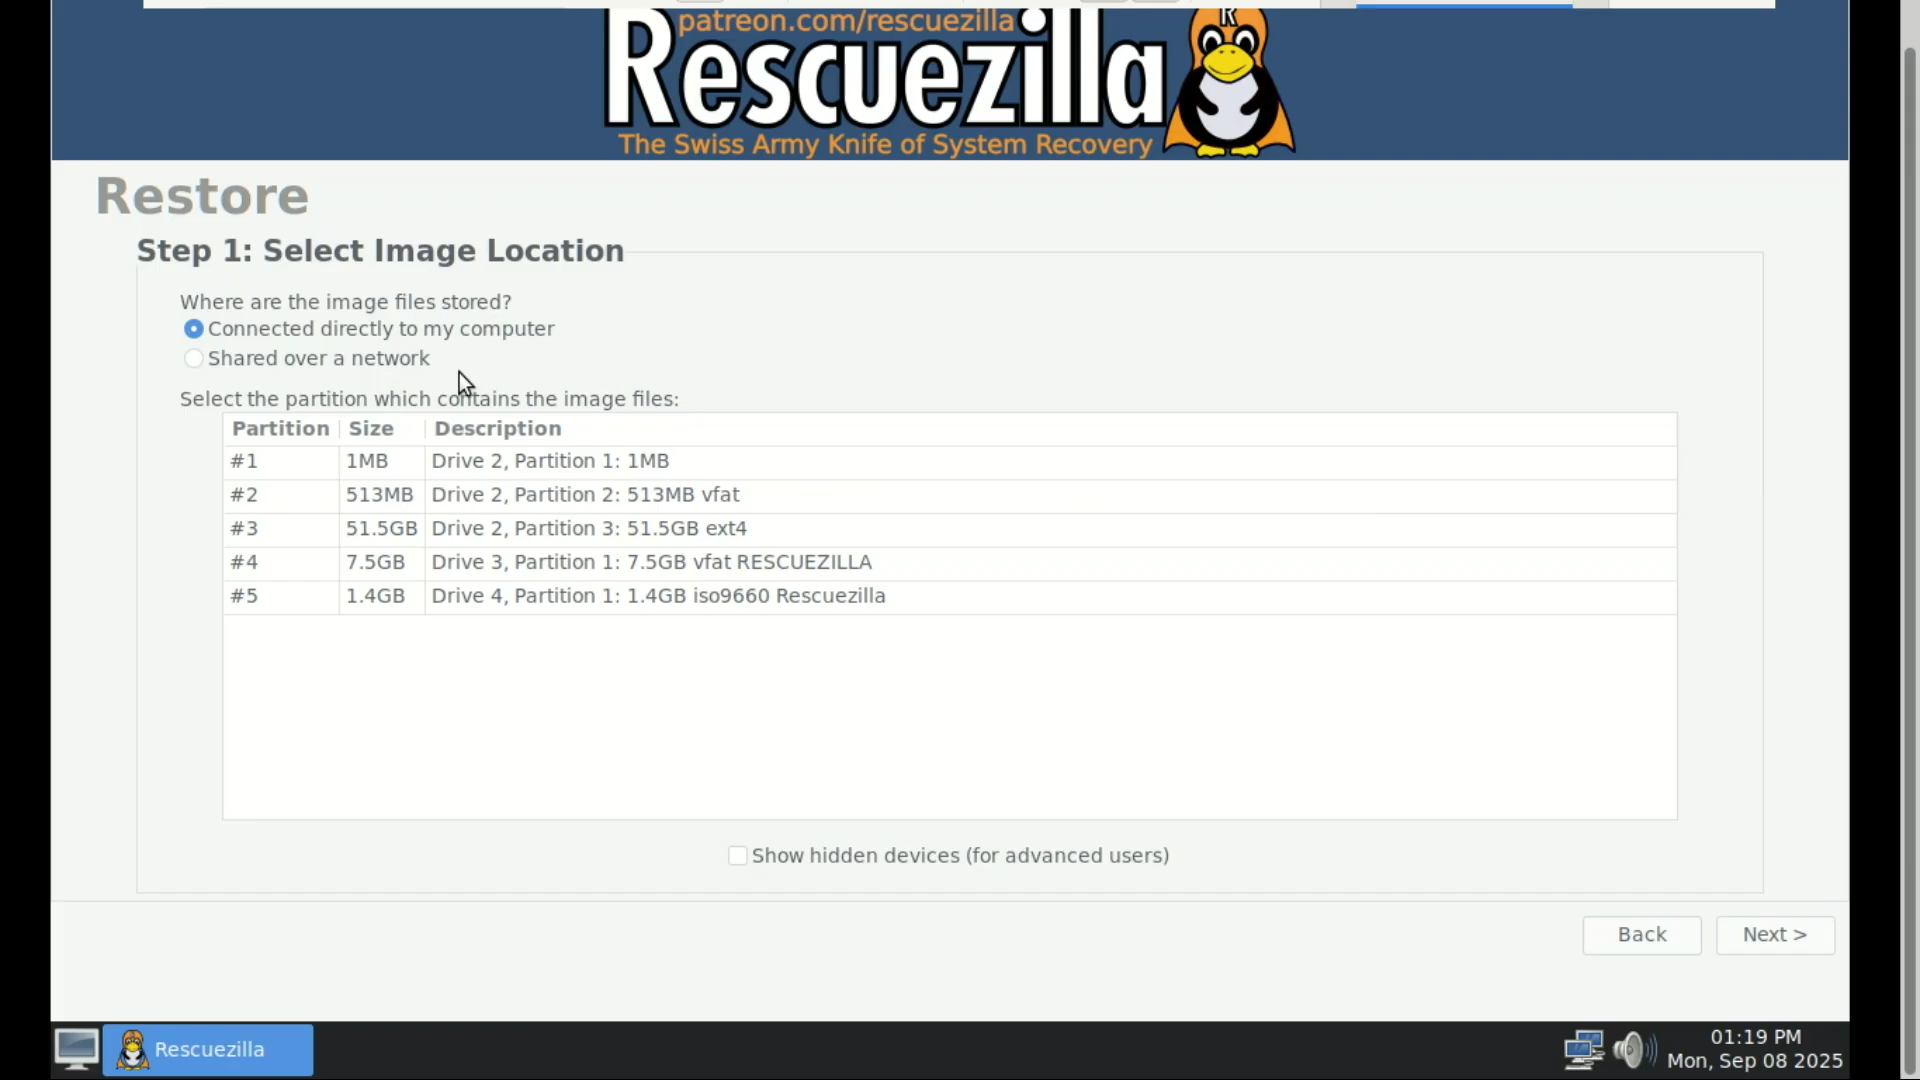 patreon.com/rescuezilla
Rescuezilla
R
The Swiss Army Knife of System Recovery
Restore
Step 1: Select Image Location
Where are the image files stored?
Connected directly to my computer
Shared over a network
Select the partition which contains the image files:
Partition Size Description
#1 1MB Drive 2, Partition 1: 1MB
#2 513MB Drive 2, Partition 2: 513MB vfat
#3 51.5GB Drive 2, Partition 3: 51.5GB ext4
#4 7.5GB Drive 3, Partition 1: 7.5GB vfat RESCUEZILLA
#5 1.4GB Drive 4, Partition 1: 1.4GB iso9660 Rescuezilla
Show hidden devices (for advanced users)
Back Next >
Rescuezilla
01:19 PM
Mon, Sep 08 2025